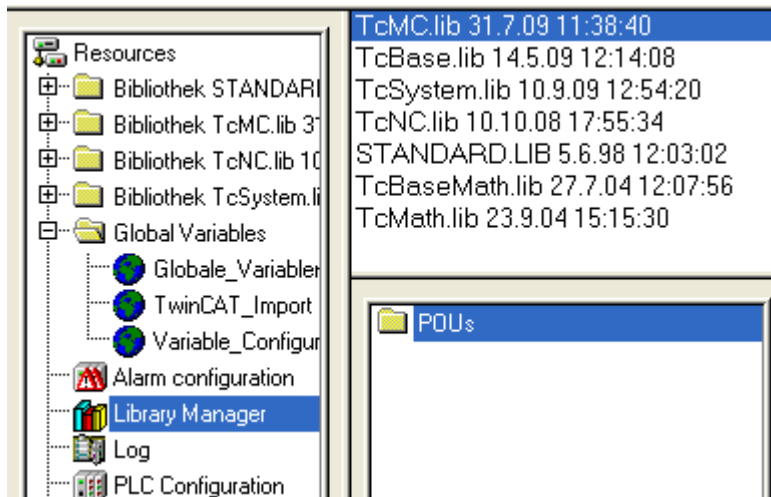 Resources
Bibliothek STANDARI
Bibliothek TcMC.lib 3
Bibliothek TcNC.lib 10
Bibliothek TcSystem.li
Global Variables
Globale_Variabler
TwinCAT_Import
Variable_Configur
Alarm configuration
Library Manager
Log
PLC Configuration
TcMC.lib 31.7.09 11:38:40
TcBase.lib 14.5.09 12:14:08
TcSystem.lib 10.9.09 12:54:20
TcNC.lib 10.10.08 17:55:34
STANDARD.LIB 5.6.98 12:03:02
TcBaseMath.lib 27.7.04 12:07:56
TcMath.lib 23.9.04 15:15:30
POUs